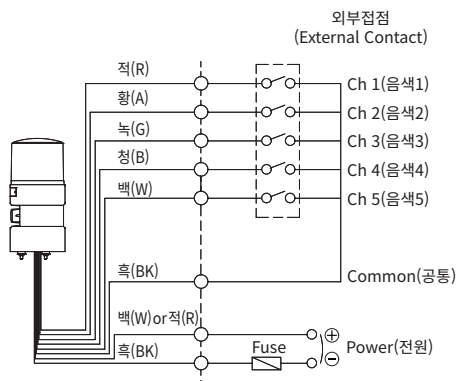 외부접점
(External Contact)
적(R)
Ch 1(음색1)
황(A)
Ch 2(음색2)
녹(G)
Ch 3(음색3)
청(B)
Ch 4(음색4)
백(W)
Ch 5(음색5)
흑(BK)
Common(공통)
백(W)or적(R)
Fuse
Power(전원)
흑(BK)